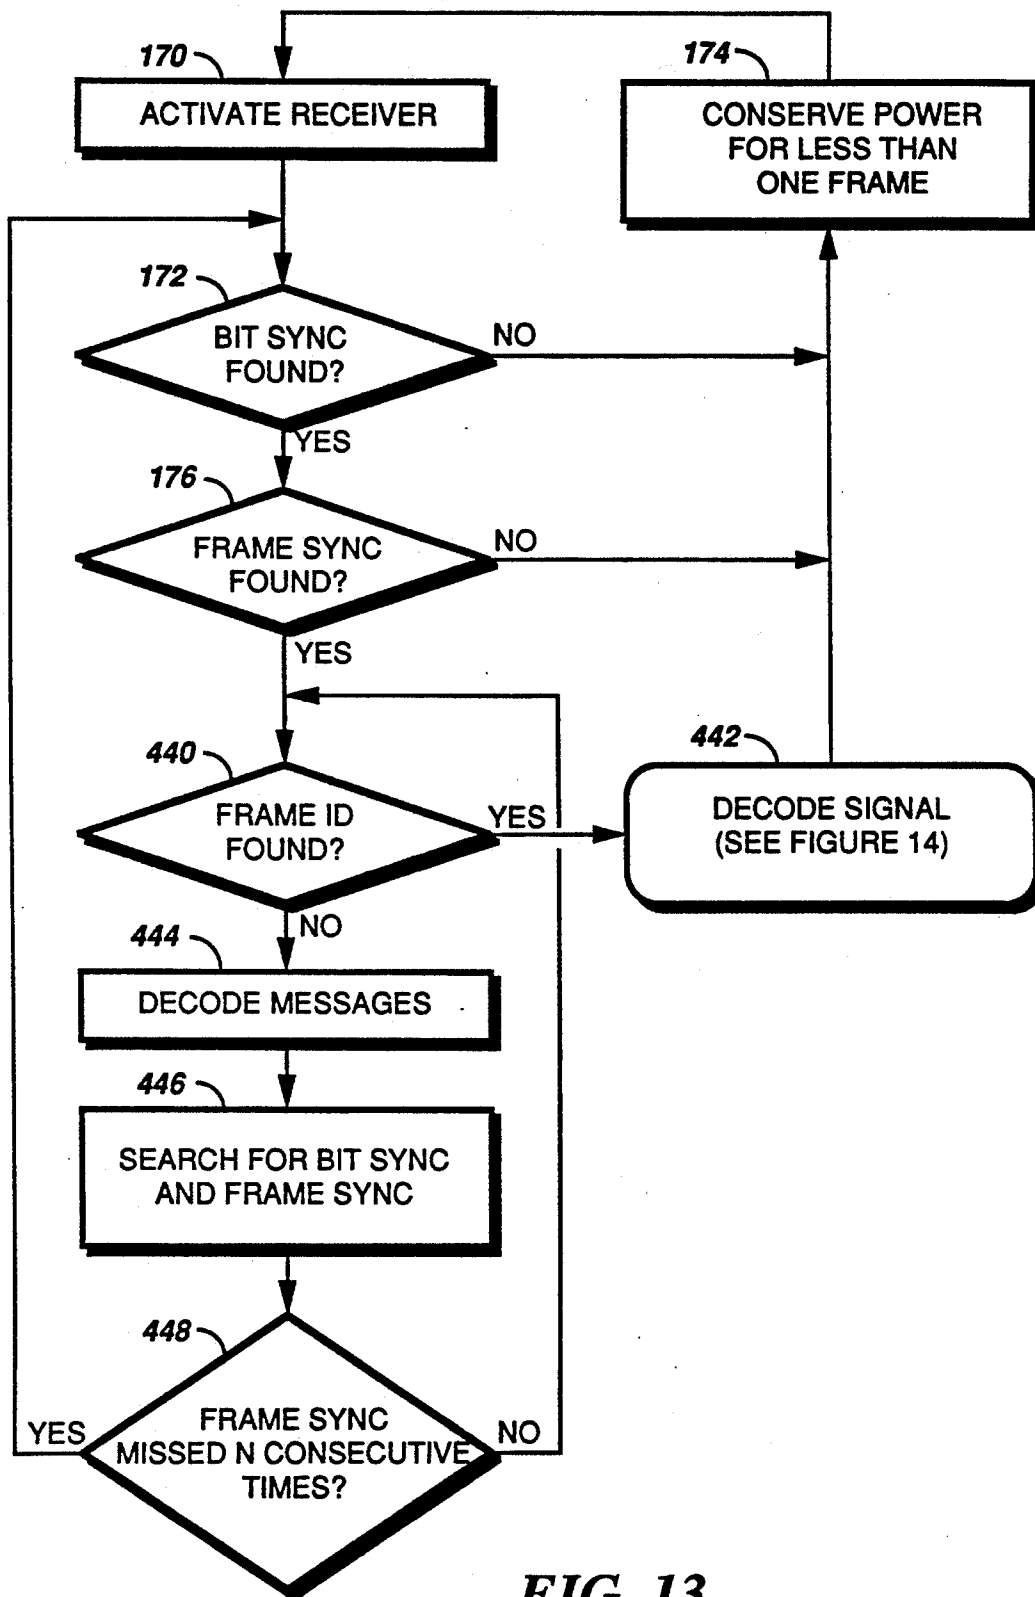 170
ACTIVATE RECEIVER
174
CONSERVE POWER
FOR LESS THAN
ONE FRAME
172
BIT SYNC
FOUND?
NO
YES
176
FRAME SYNC
FOUND?
NO
YES
440
FRAME ID
FOUND?
YES
NO
442
DECODE SIGNAL
(SEE FIGURE 14)
444
DECODE MESSAGES
446
SEARCH FOR BIT SYNC
AND FRAME SYNC
448
FRAME SYNC
MISSED N CONSECUTIVE
TIMES?
YES
NO
FIG. 13